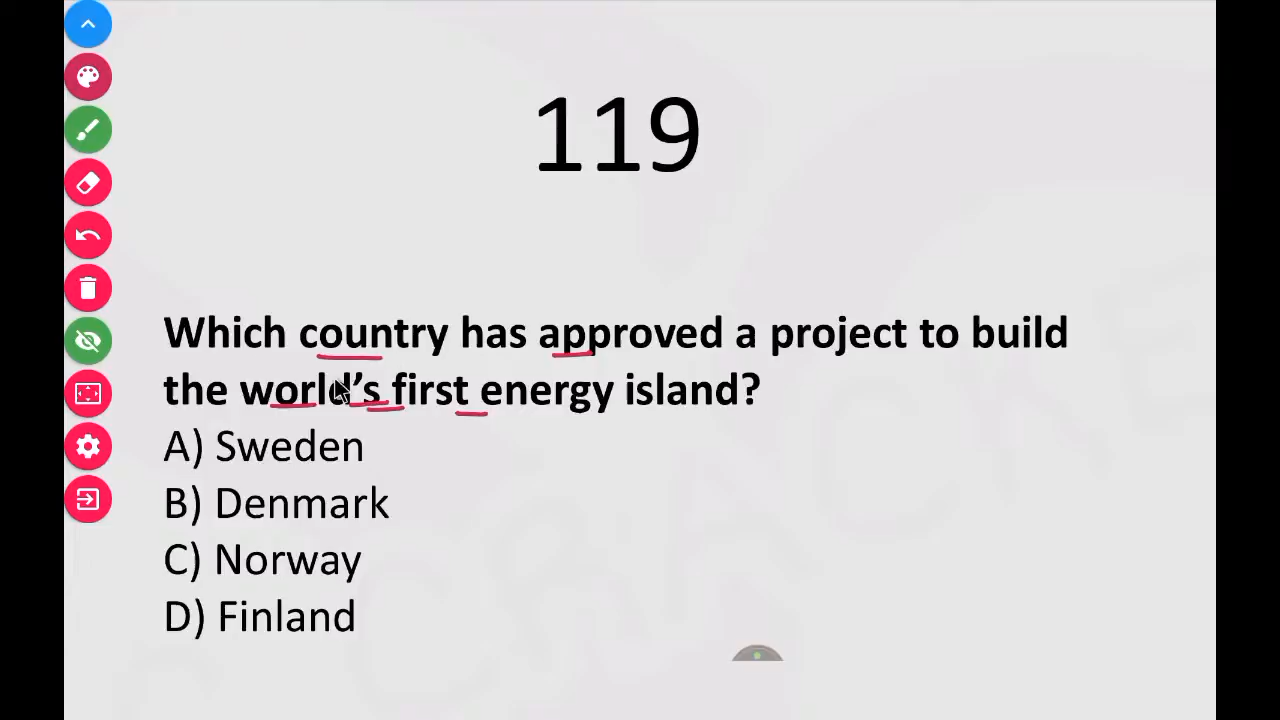 119
Which country has approved a project to build
the world's first energy island?
A) Sweden
B) Denmark
C) Norway
D) Finland